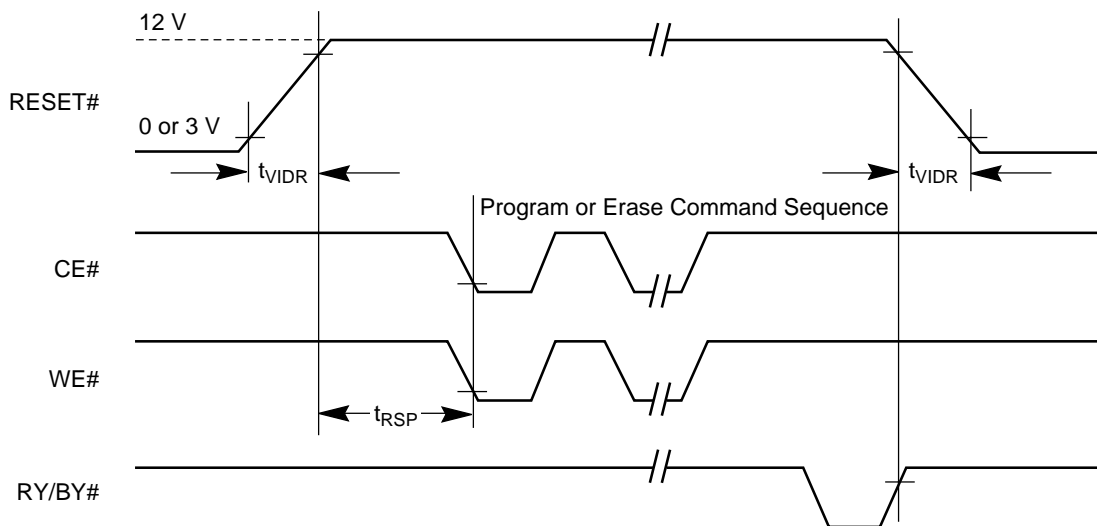 12 V
RESET#
0 or 3 V
tVIDR
tVIDR
Program or Erase Command Sequence
CE#
WE#
tRSP
RY/BY#